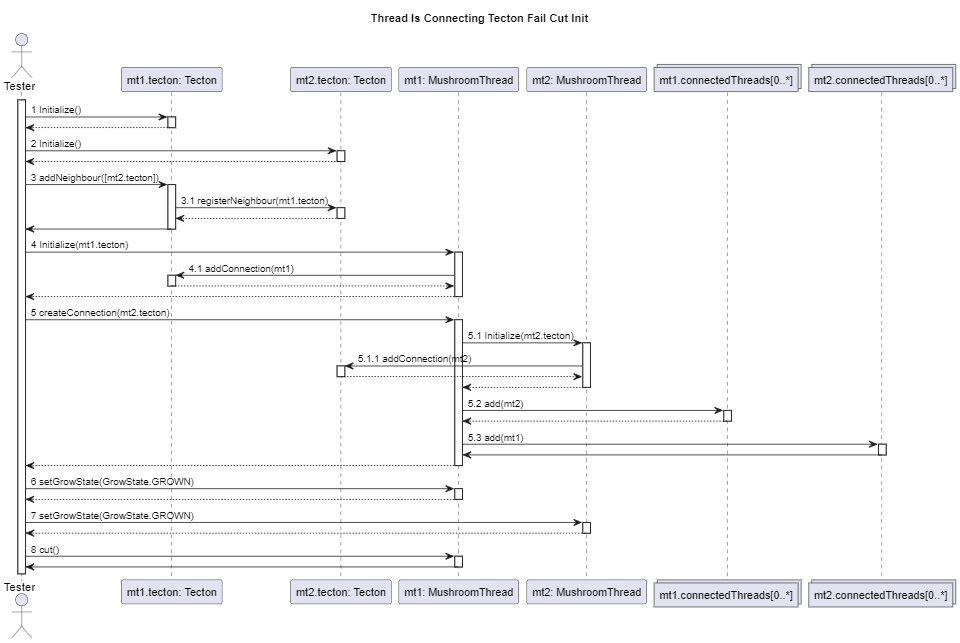 Thread Is Connecting Tecton Fail Cut Init
Tester
mt1.tecton: Tecton
mt2.tecton: Tecton
mt1: MushroomThread
mt2: MushroomThread
mt1.connectedThreads[0..*]
mt2.connectedThreads[0..*]
1 Initialize()
2 Initialize()
3 addNeighbour([mt2.tecton])
3.1 registerNeighbour(mt1.tecton)
4 Initialize(mt1.tecton)
4.1 addConnection(mt1)
5 createConnection(mt2.tecton)
5.1 Initialize(mt2.tecton)
5.1.1 addConnection(mt2)
5.2 add(mt2)
5.3 add(mt1)
6 setGrowState(GrowState.GROWN)
7 setGrowState(GrowState.GROWN)
8 cut()
Tester
mt1.tecton: Tecton
mt2.tecton: Tecton
mt1: MushroomThread
mt2: MushroomThread
mt1.connectedThreads[0..*]
mt2.connectedThreads[0..*]